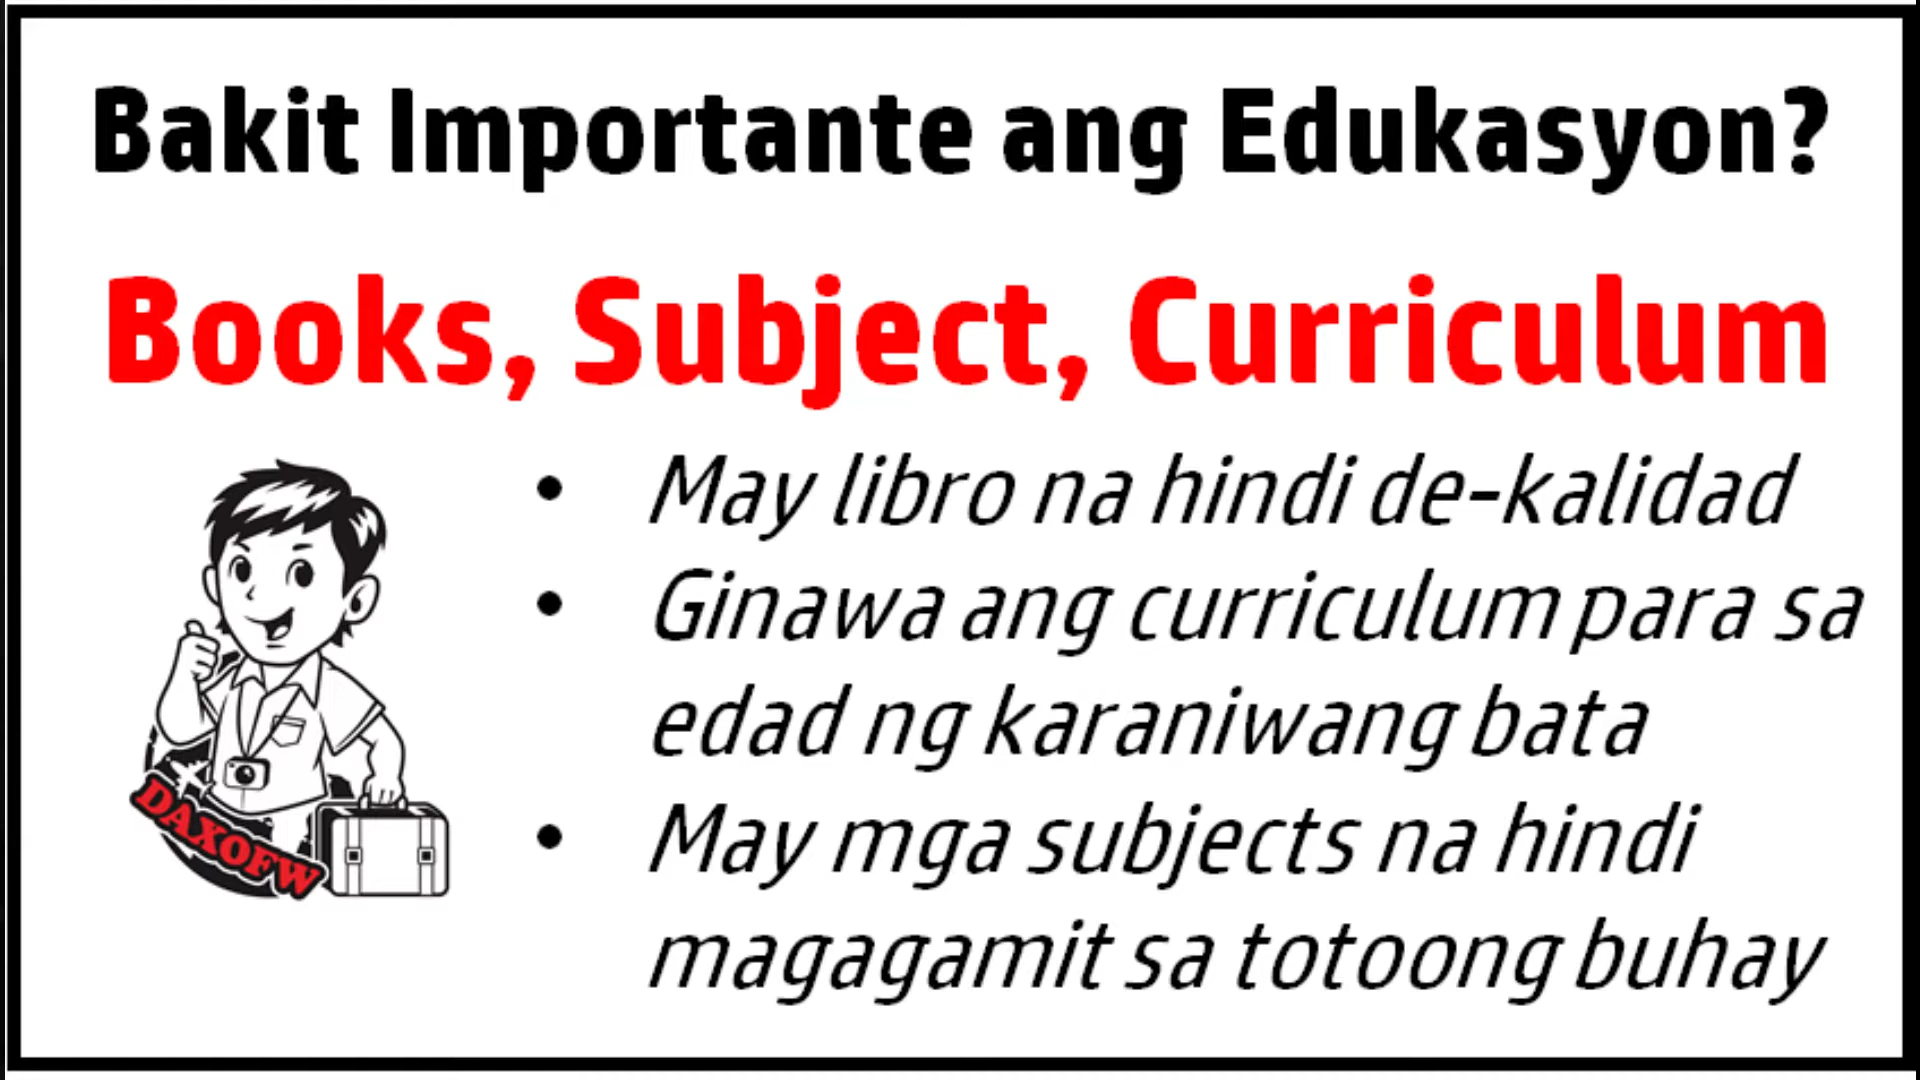 Bakit Importante ang Edukasyon?
Books, Subject, Curriculum
• May libro na hindi de-kalidad
• Ginawa ang curriculum para sa
edad ng karaniwang bata
• May mga subjects na hindi
magagamit sa totoong buhay
DAXOFW